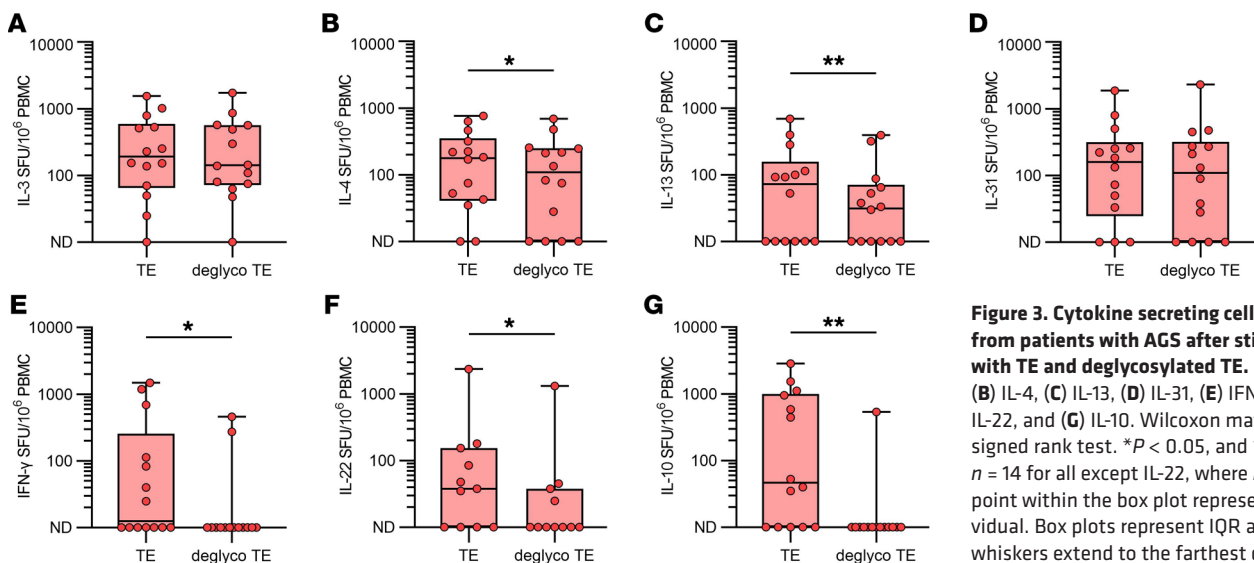 A
IL-3 SFU/10⁶ PBMC
10000
1000
100
ND
TE deglyco TE
B
IL-4 SFU/10⁶ PBMC
10000
1000
100
ND
*
TE deglyco TE
C
IL-13 SFU/10⁶ PBMC
10000
1000
100
ND
**
TE deglyco TE
D
IL-31 SFU/10⁶ PBMC
10000
1000
100
ND
TE deglyco TE
E
IFN-γ SFU/10⁶ PBMC
10000
1000
100
ND
*
TE deglyco TE
F
IL-22 SFU/10⁶ PBMC
10000
1000
100
ND
*
TE deglyco TE
G
IL-10 SFU/10⁶ PBMC
10000
1000
100
ND
**
TE deglyco TE
Figure 3. Cytokine secreting cell
from patients with AGS after sti
with TE and deglycosylated TE.
(B) IL-4, (C) IL-13, (D) IL-31, (E) IFN
IL-22, and (G) IL-10. Wilcoxon ma
signed rank test. *P < 0.05, and
n = 14 for all except IL-22, where
point within the box plot represe
vidual. Box plots represent IQR a
whiskers extend to the farthest